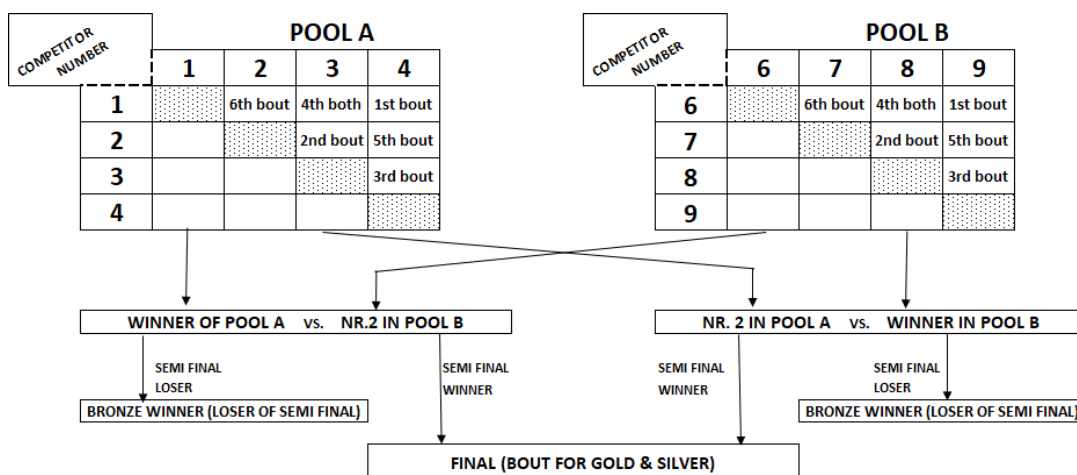 POOL A
POOL B
COMPETITOR
NUMBER
1 2 3 4
1 6th bout 4th both 1st bout
2 2nd bout 5th bout
3 3rd bout
4
COMPETITOR
NUMBER
6 7 8 9
6 6th bout 4th both 1st bout
7 2nd bout 5th bout
8 3rd bout
9
WINNER OF POOL A vs. NR.2 IN POOL B
NR. 2 IN POOL A vs. WINNER IN POOL B
SEMI FINAL
LOSER
SEMI FINAL
WINNER
SEMI FINAL
WINNER
SEMI FINAL
LOSER
BRONZE WINNER (LOSER OF SEMI FINAL)
BRONZE WINNER (LOSER OF SEMI FINAL)
FINAL (BOUT FOR GOLD & SILVER)